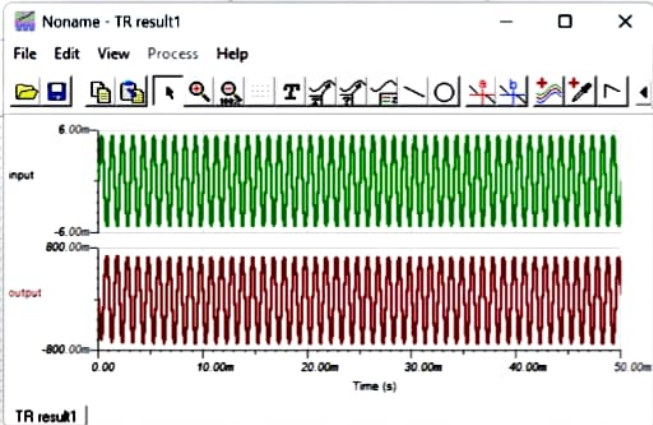 Noname - TR result1
File Edit View Process Help
T
a
b
6.00m
input
-6.00m
800.00m
output
-800.00m
0.00 10.00m 20.00m 30.00m 40.00m 50.00m
Time (s)
TR result1